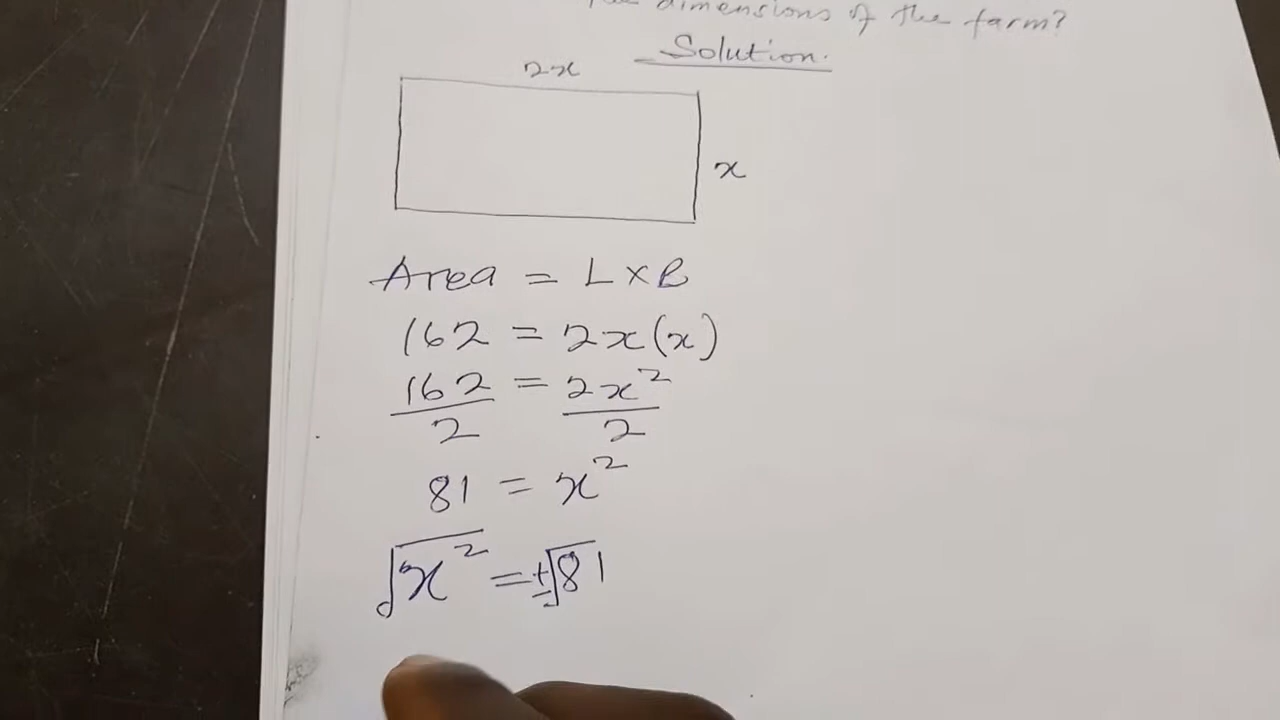 dimensions of the farm?
Solution.
2x
x
Area = L × B
162 = 2x(x)
162/2 = 2x²/2
81 = x²
√x² = ±√81